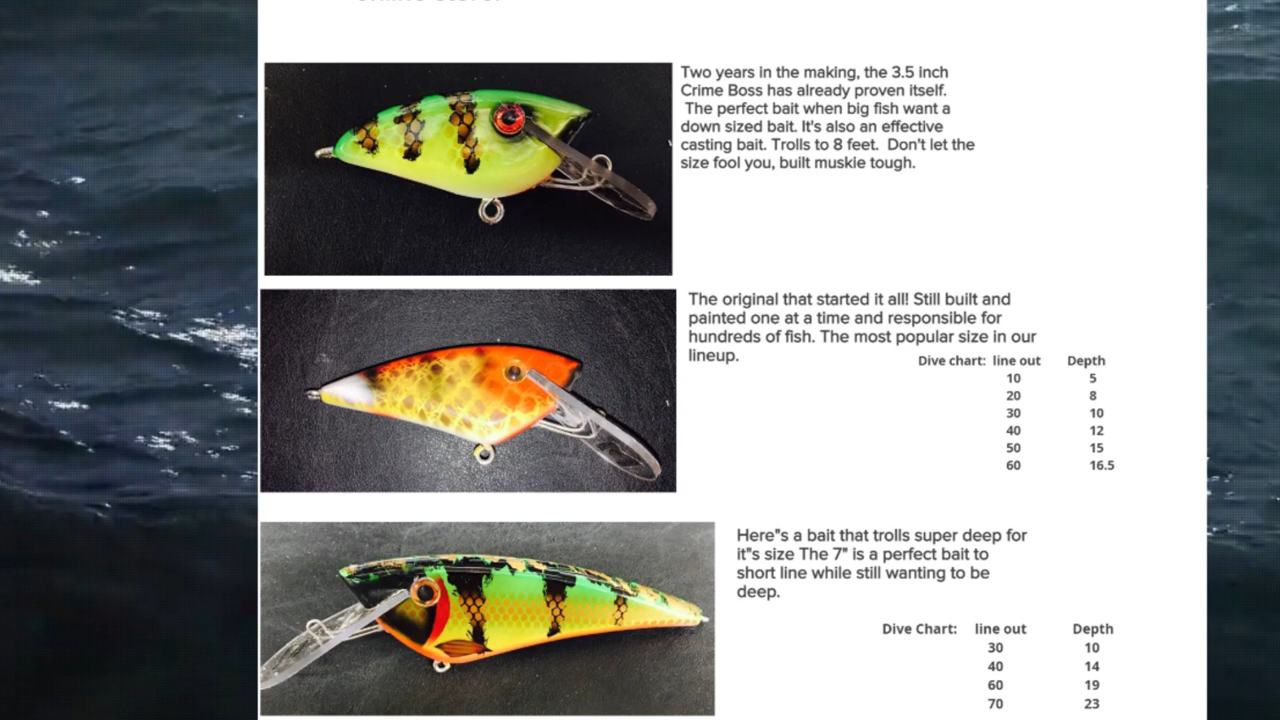 Two years in the making, the 3.5 inch
Crime Boss has already proven itself.
The perfect bait when big fish want a
down sized bait. It's also an effective
casting bait. Trolls to 8 feet. Don't let the
size fool you, built muskie tough.
The original that started it all! Still built and
painted one at a time and responsible for
hundreds of fish. The most popular size in our
lineup.
Dive chart: line out Depth
10 5
20 8
30 10
40 12
50 15
60 16.5
Here"s a bait that trolls super deep for
it"s size The 7" is a perfect bait to
short line while still wanting to be
deep.
Dive Chart: line out Depth
30 10
40 14
60 19
70 23